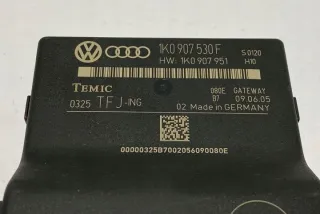 1K0 907 530 F
S0120
HW: 1K0 907 951
H10
TEMIC
080E GATEWAY
0325 TFJ-ING
B7 09.06.05
02 Made in GERMANY
00000325B7002056090080E